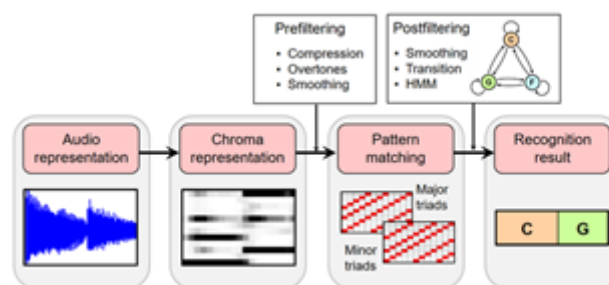 Prefiltering
• Compression
• Overtones
• Smoothing
Postfiltering
• Smoothing
• Transition
• HMM
C
G
F
Audio
representation
Chroma
representation
Pattern
matching
Recognition
result
Major
triads
Minor
triads
C
G